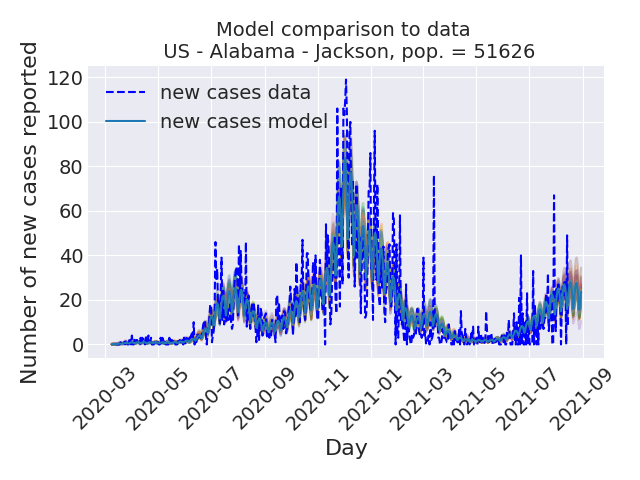 Model comparison to data
US - Alabama - Jackson, pop. = 51626
Number of new cases reported
120
100
80
60
40
20
0
new cases data
new cases model
2020-03
2020-05
2020-07
2020-09
2020-11
2021-01
2021-03
2021-05
2021-07
2021-09
Day